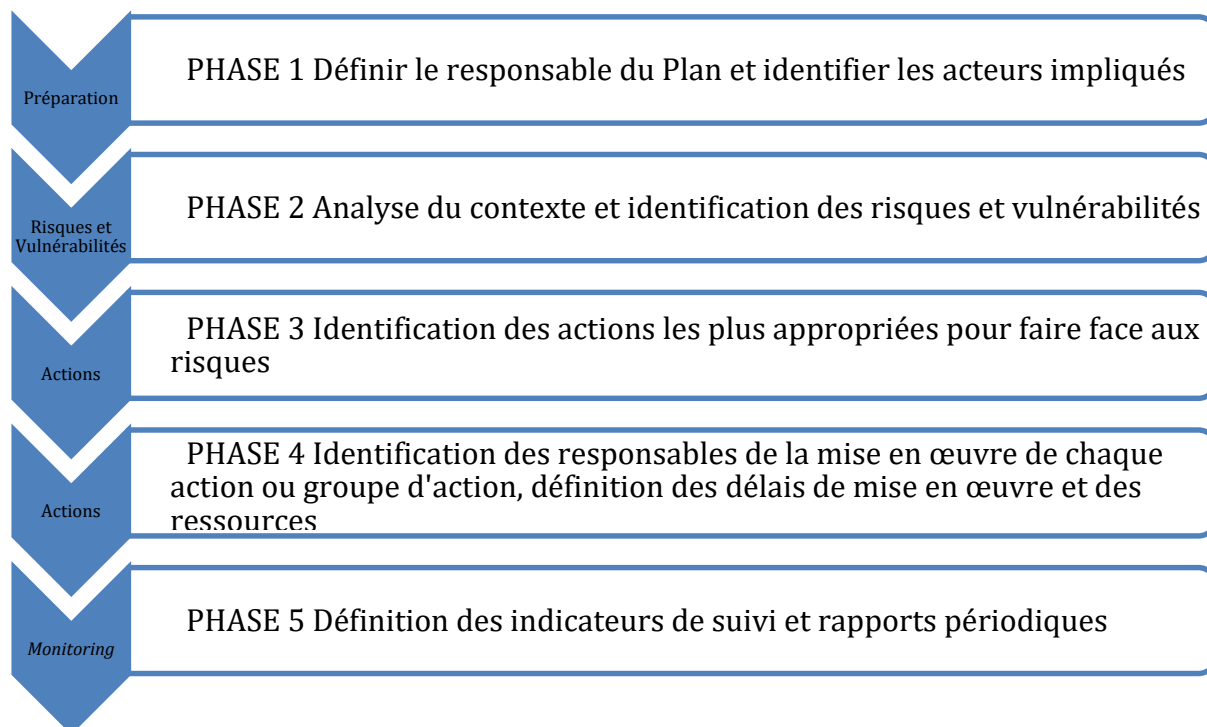 Préparation
PHASE 1 Définir le responsable du Plan et identifier les acteurs impliqués
Risques et
Vulnérabilités
PHASE 2 Analyse du contexte et identification des risques et vulnérabilités
Actions
PHASE 3 Identification des actions les plus appropriées pour faire face aux
risques
Actions
PHASE 4 Identification des responsables de la mise en œuvre de chaque
action ou groupe d'action, définition des délais de mise en œuvre et des
ressources
Monitoring
PHASE 5 Définition des indicateurs de suivi et rapports périodiques